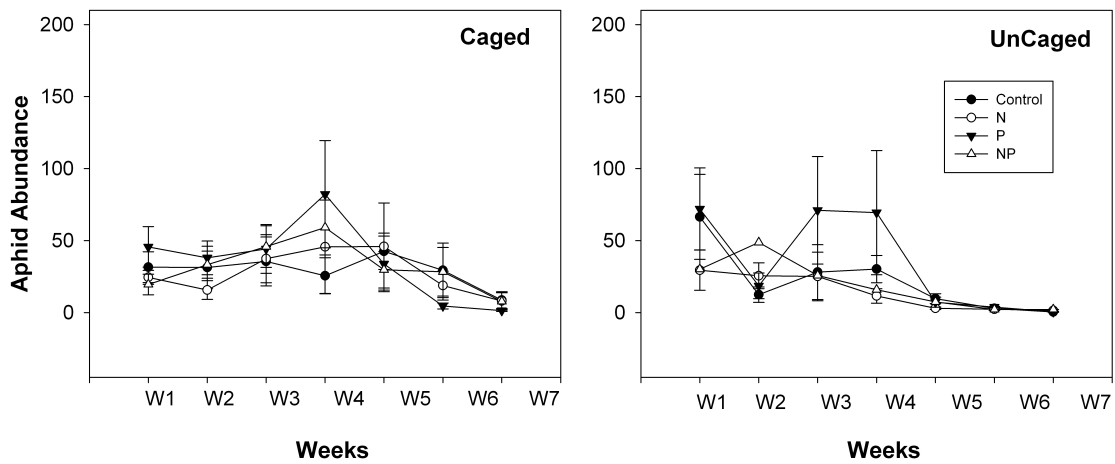 Caged
UnCaged
Aphid Abundance
200
150
100
50
0
W1 W2 W3 W4 W5 W6 W7
Weeks
200
150
100
50
0
Control
N
P
NP
W1 W2 W3 W4 W5 W6 W7
Weeks